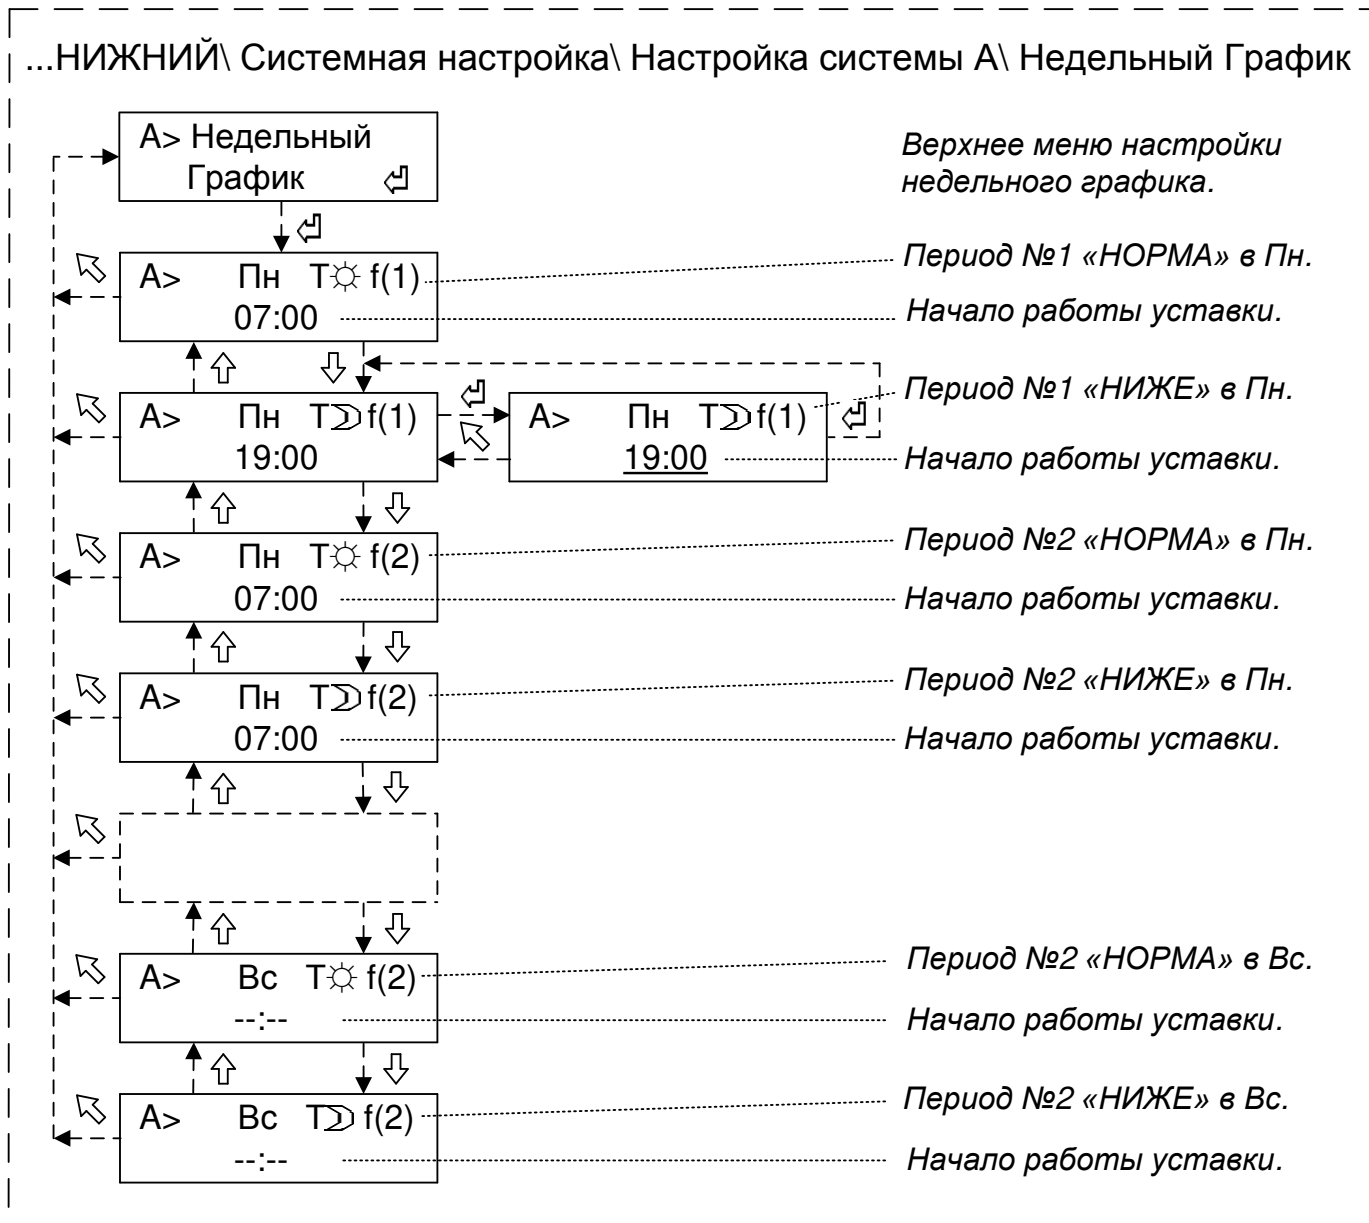 ...НИЖНИЙ\ Системная настройка\ Настройка системы А\ Недельный График
А> Недельный
График
Верхнее меню настройки
недельного графика.
А> Пн Т☼ f(1)
07:00
Период №1 «НОРМА» в Пн.
Начало работы уставки.
А> Пн Т☽ f(1)
19:00
А> Пн Т☽ f(1)
19:00
Период №1 «НИЖЕ» в Пн.
Начало работы уставки.
А> Пн Т☼ f(2)
07:00
Период №2 «НОРМА» в Пн.
Начало работы уставки.
А> Пн Т☽ f(2)
07:00
Период №2 «НИЖЕ» в Пн.
Начало работы уставки.
А> Вс Т☼ f(2)
--:--
Период №2 «НОРМА» в Вс.
Начало работы уставки.
А> Вс Т☽ f(2)
--:--
Период №2 «НИЖЕ» в Вс.
Начало работы уставки.